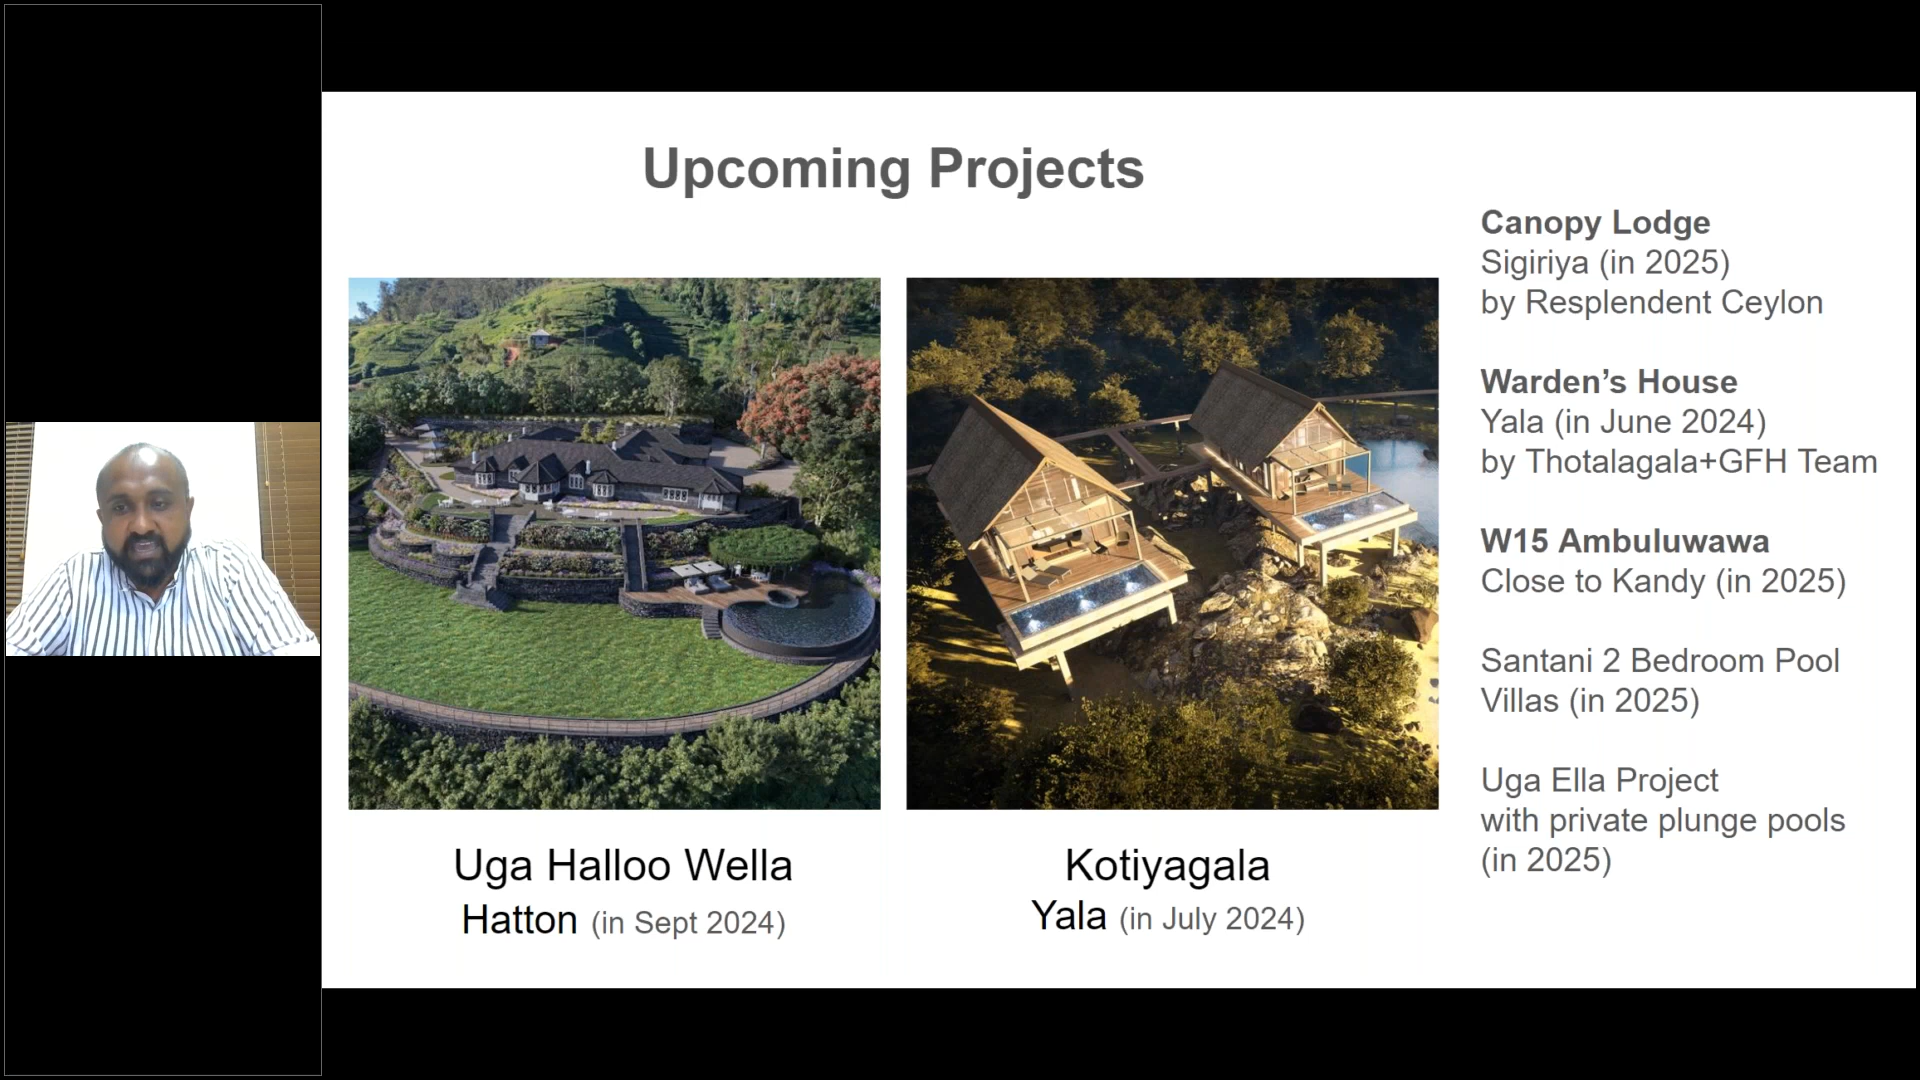 Upcoming Projects
Uga Halloo Wella
Hatton (in Sept 2024)
Kotiyagala
Yala (in July 2024)
Canopy Lodge
Sigiriya (in 2025)
by Resplendent Ceylon
Warden’s House
Yala (in June 2024)
by Thotalagala+GFH Team
W15 Ambuluwawa
Close to Kandy (in 2025)
Santani 2 Bedroom Pool
Villas (in 2025)
Uga Ella Project
with private plunge pools
(in 2025)